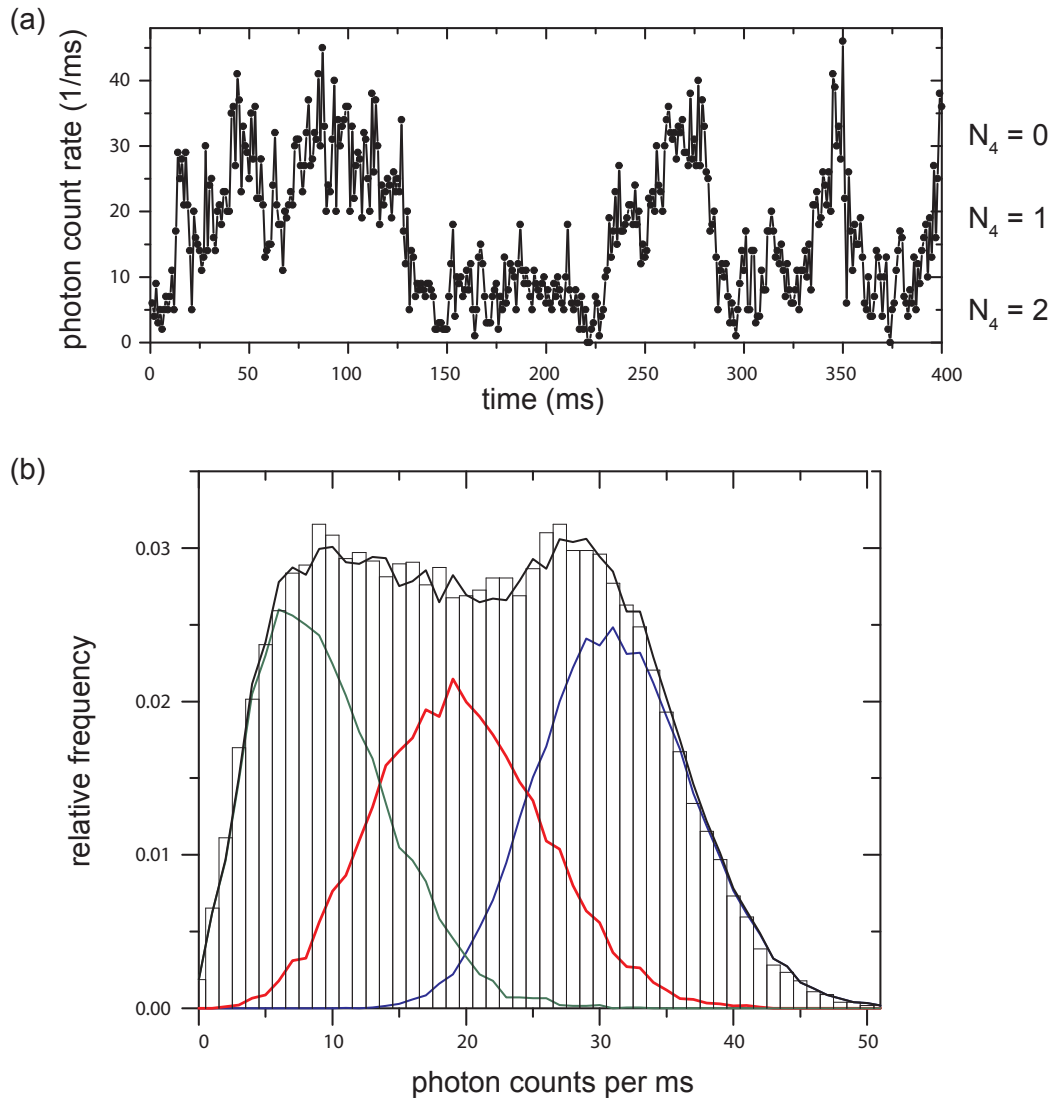 (a)
photon count rate (1/ms)
40
30
20
10
0
0 50 100 150 200 250 300 350 400
time (ms)
N₄ = 0
N₄ = 1
N₄ = 2
(b)
relative frequency
0.03
0.02
0.01
0.00
0 10 20 30 40 50
photon counts per ms